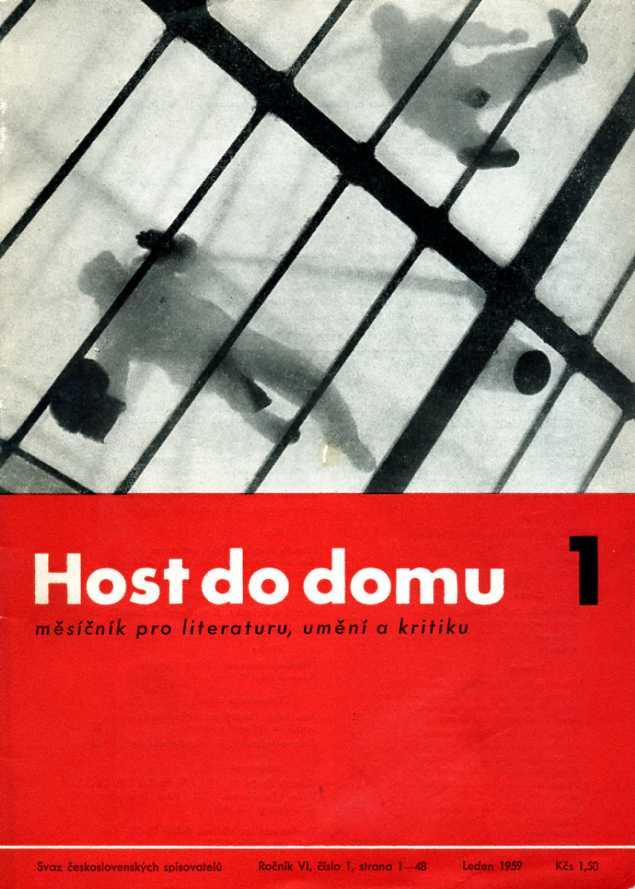 Host do domu 1
měsíčník pro literaturu, umění a kritiku
Svaz československých spisovatelů Ročník VI, číslo 1, strana 1—48 Leden 1959 Kčs 1,50